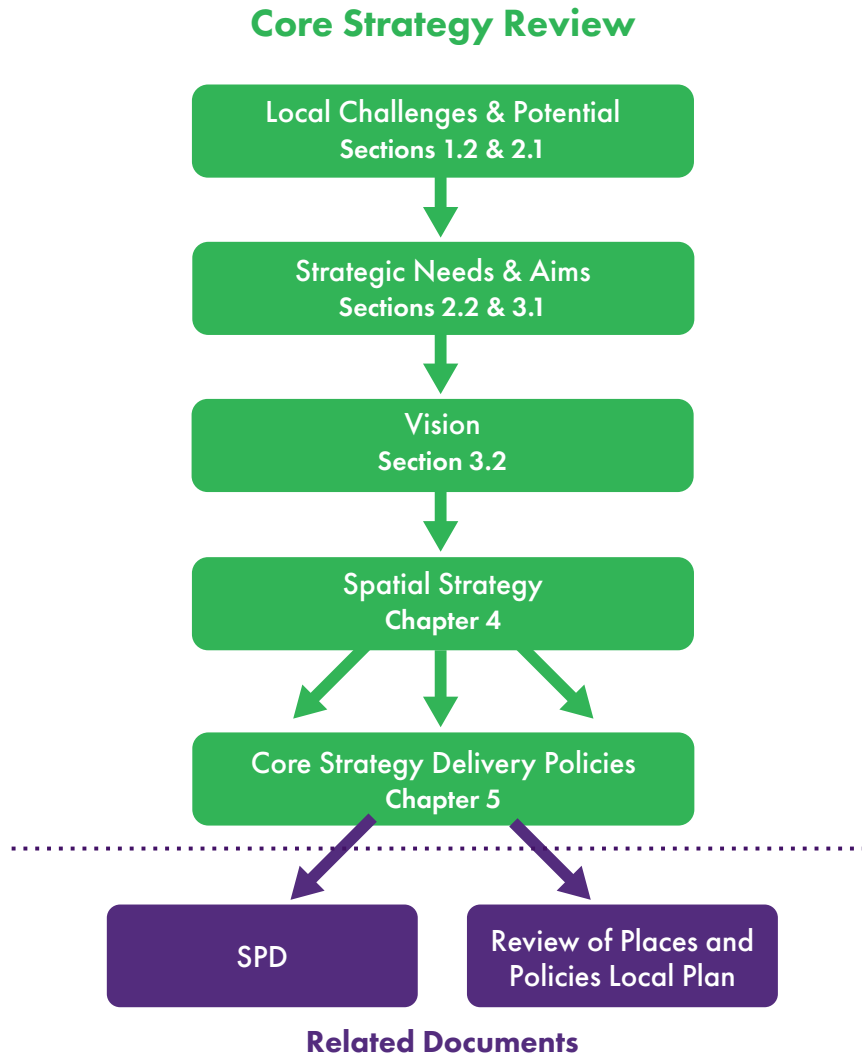 Core Strategy Review
Local Challenges & Potential
Sections 1.2 & 2.1
Strategic Needs & Aims
Sections 2.2 & 3.1
Vision
Section 3.2
Spatial Strategy
Chapter 4
Core Strategy Delivery Policies
Chapter 5
SPD
Review of Places and
Policies Local Plan
Related Documents